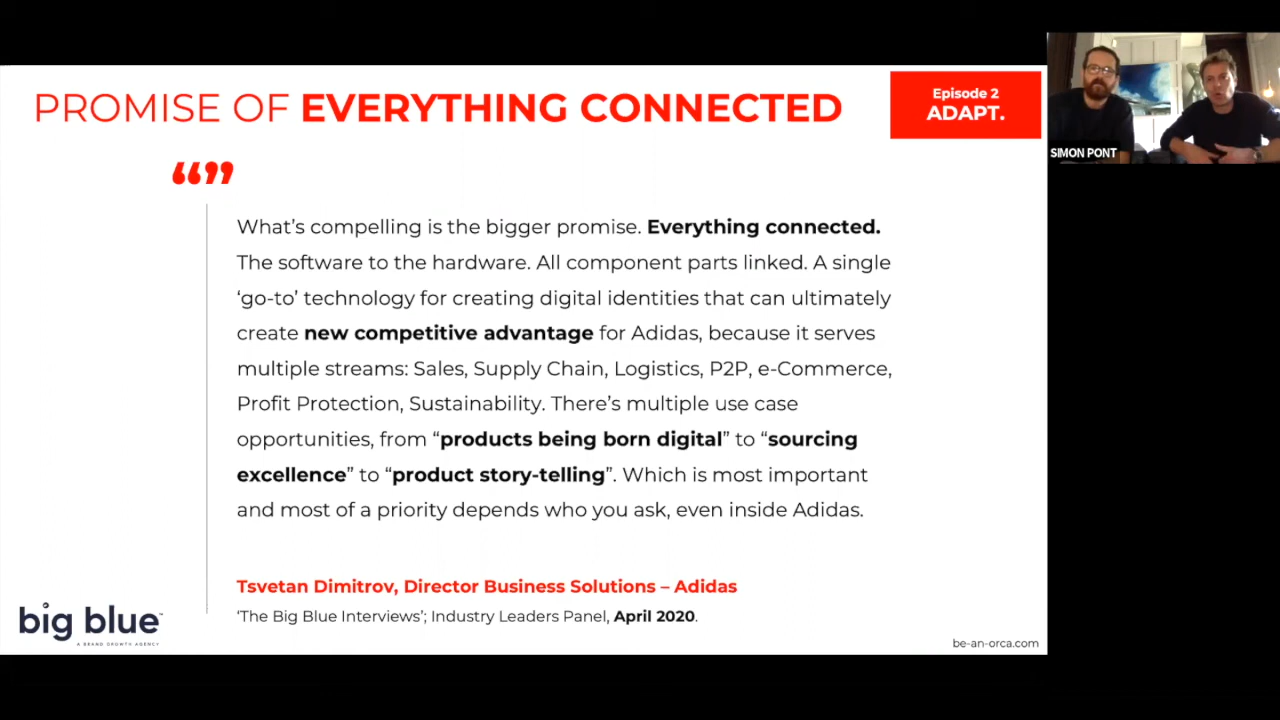 PROMISE OF EVERYTHING CONNECTED
Episode 2
ADAPT.
SIMON PONT
“”
What’s compelling is the bigger promise. Everything connected.
The software to the hardware. All component parts linked. A single
‘go-to’ technology for creating digital identities that can ultimately
create new competitive advantage for Adidas, because it serves
multiple streams: Sales, Supply Chain, Logistics, P2P, e-Commerce,
Profit Protection, Sustainability. There’s multiple use case
opportunities, from “products being born digital” to “sourcing
excellence” to “product story-telling”. Which is most important
and most of a priority depends who you ask, even inside Adidas.
Tsvetan Dimitrov, Director Business Solutions – Adidas
‘The Big Blue Interviews’; Industry Leaders Panel, April 2020.
big blue™
A BRAND GROWTH AGENCY
be-an-orca.com